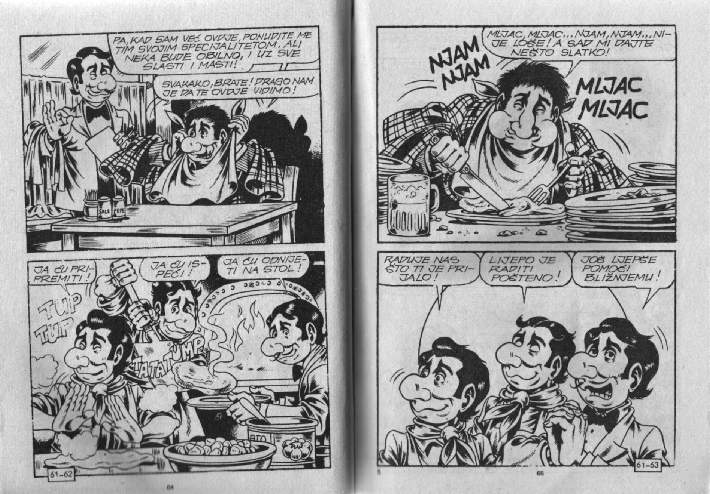 PA, KAD SAM VEĆ OVDJE, PONUDITE ME
TIM SVOJIM SPECIJALITETOM, ALI
NEKA BUDE OBILNO, I UZ SVE
SLASTI I MASTI!
SVAKAKO, BRATE! DRAGO NAM
JE DA TE OVDJE VIDIMO!
SALE
JA ĆU PRI-
PREMITI!
JA ĆU IS-
PEĆI!
JA ĆU ODNIJE-
TI NA STOL!
TUP
TUP
61-62
68
MLJAC, MLJAC... NJAM, NJAM... NI-
JE LOŠE! A SAD MI DAJTE
NEŠTO SLATKO!
NJAM
NJAM
MLJAC
MLJAC
RADUJE NAS
ŠTO TI JE PRI-
JALO!
LIJEPO JE
RADITI
POŠTENO!
JOŠ LJEPŠE
POMOĆI
BLIŽNJEMU!
61-63